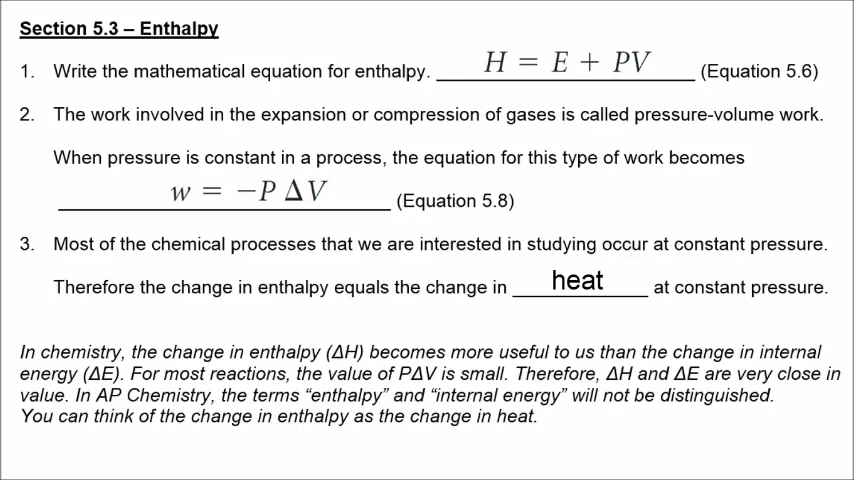 Section 5.3 – Enthalpy
1. Write the mathematical equation for enthalpy. H = E + PV (Equation 5.6)
2. The work involved in the expansion or compression of gases is called pressure-volume work.
When pressure is constant in a process, the equation for this type of work becomes
w = −P ΔV (Equation 5.8)
3. Most of the chemical processes that we are interested in studying occur at constant pressure.
Therefore the change in enthalpy equals the change in heat at constant pressure.
In chemistry, the change in enthalpy (ΔH) becomes more useful to us than the change in internal
energy (ΔE). For most reactions, the value of PΔV is small. Therefore, ΔH and ΔE are very close in
value. In AP Chemistry, the terms “enthalpy” and “internal energy” will not be distinguished.
You can think of the change in enthalpy as the change in heat.